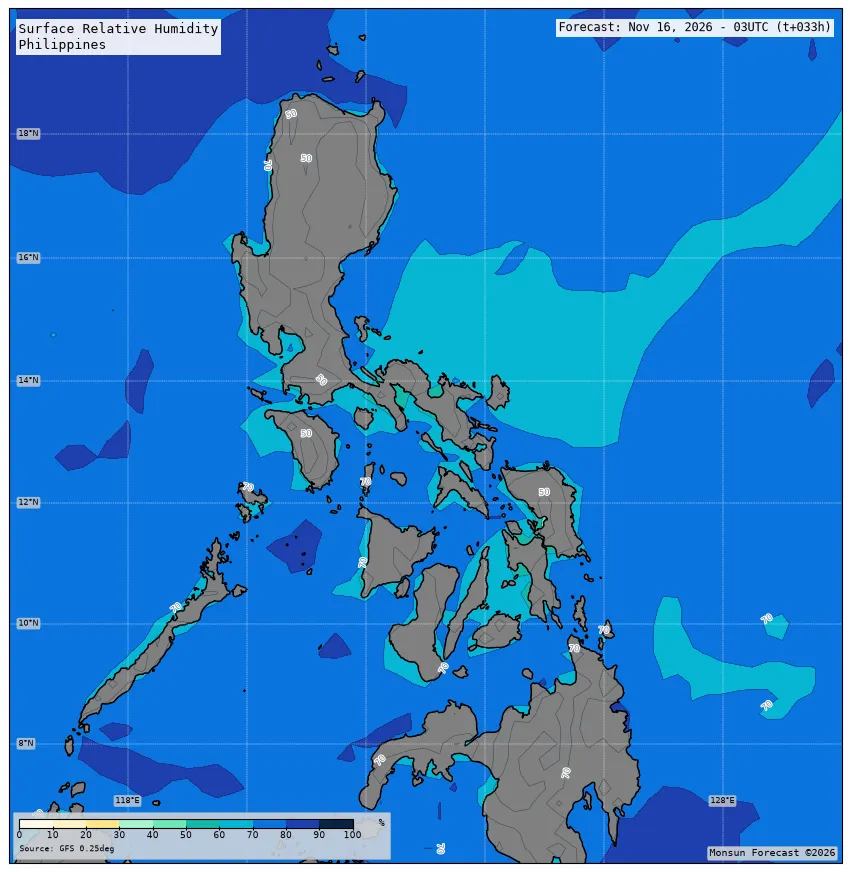 Surface Relative Humidity
Philippines
Forecast: Nov 16, 2026 - 03UTC (t+033h)
50
18°N
70
50
16°N
14°N
50
50
70
70
12°N
50
70
70
10°N
70
70
70
70
70
8°N
70
70
118°E
128°E
0 10 20 30 40 50 60 70 80 90 100 %
Source: GFS 0.25deg
70
Monsun Forecast ©2026